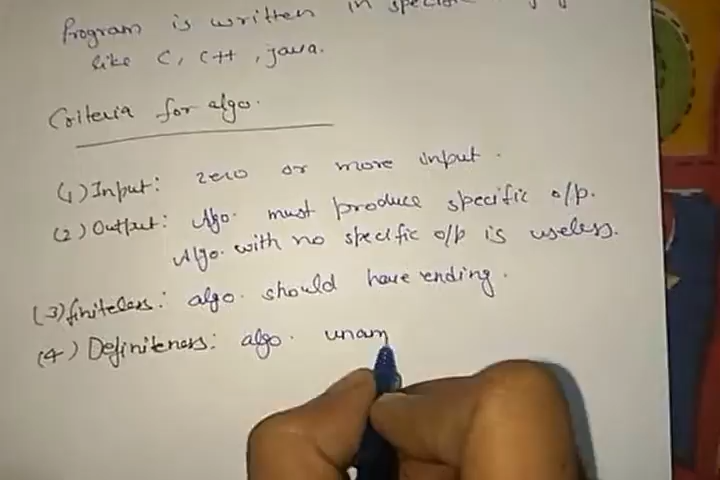 Program is written in
like C, C++, java.
Criteria for algo.
(1) Input: zero or more input.
(2) Output: Algo. must produce specific o/p.
Algo. with no specific o/p is useless.
(3) finiteless: algo. should have ending.
(4) Definiteness: algo. unam